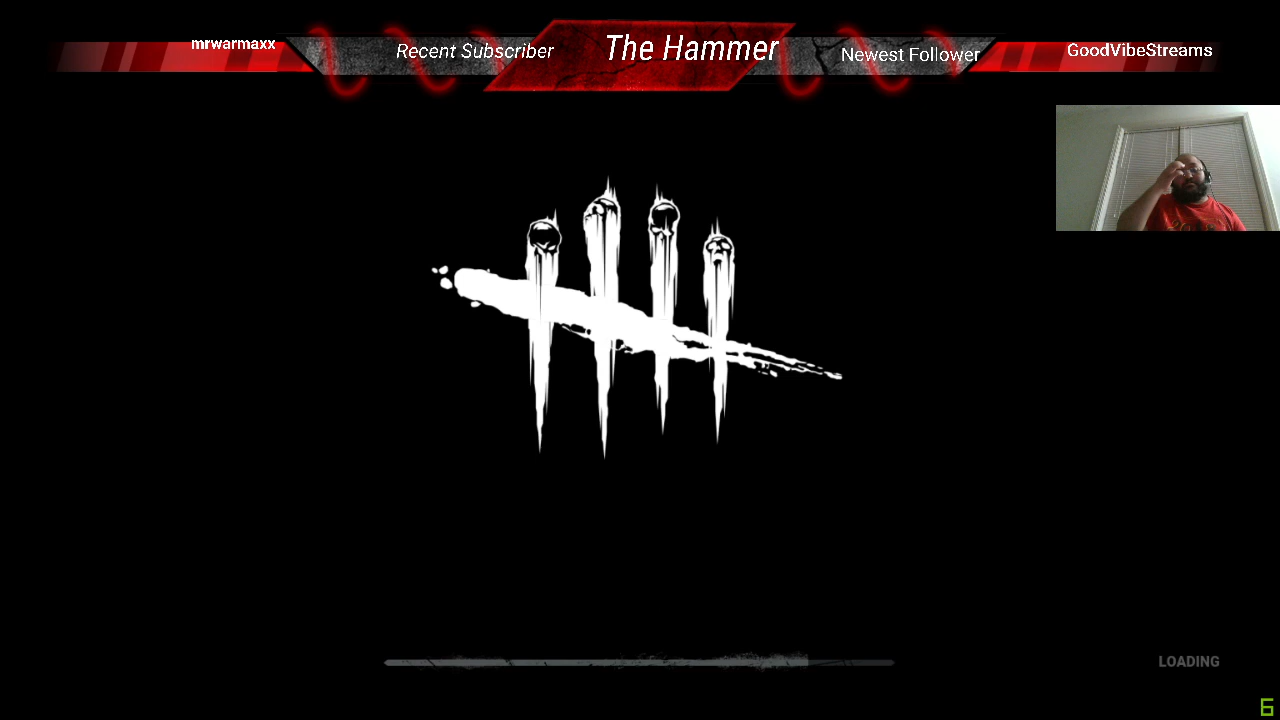 mrwarmaxx
Recent Subscriber
The Hammer
Newest Follower
GoodVibeStreams
LOADING
6